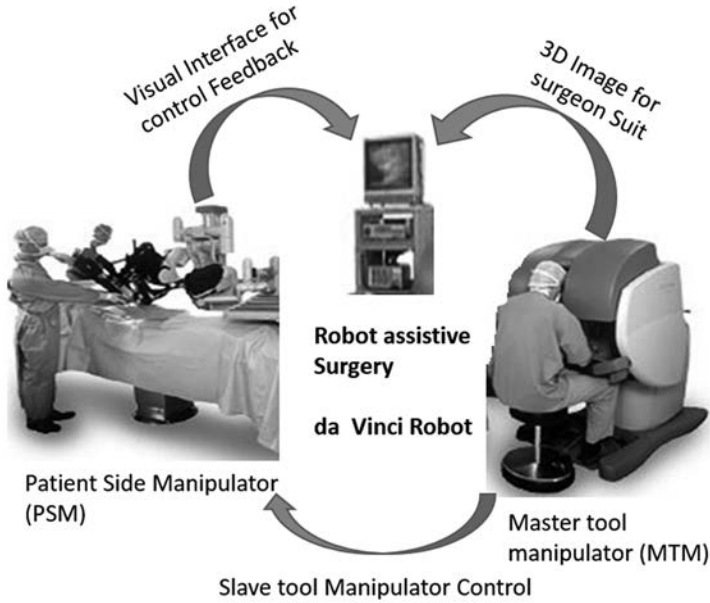 Visual Interface for
control Feedback
3D Image for
surgeon Suit
Robot assistive
Surgery
da Vinci Robot
Patient Side Manipulator
(PSM)
Master tool
manipulator (MTM)
Slave tool Manipulator Control